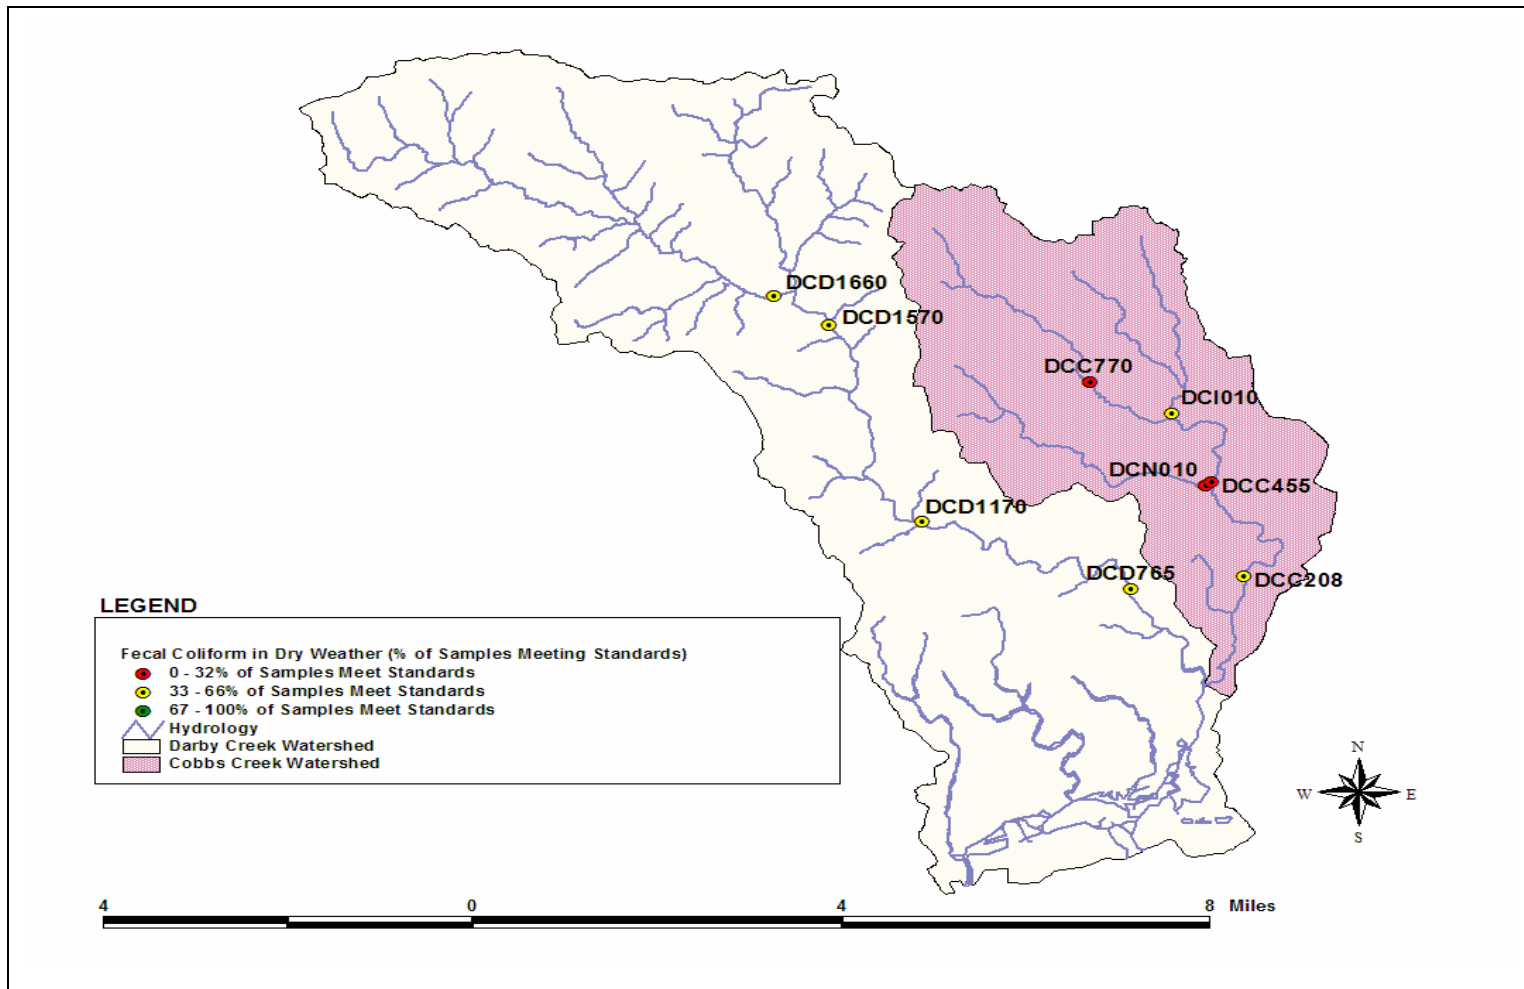 DCD1660
DCD1570
DCC770
DCI010
DCN010
DCC455
DCD1170
DCD765
DCC208
LEGEND
Fecal Coliform in Dry Weather (% of Samples Meeting Standards)
0 - 32% of Samples Meet Standards
33 - 66% of Samples Meet Standards
67 - 100% of Samples Meet Standards
Hydrology
Darby Creek Watershed
Cobbs Creek Watershed
N
W E
S
4 0 4 8 Miles